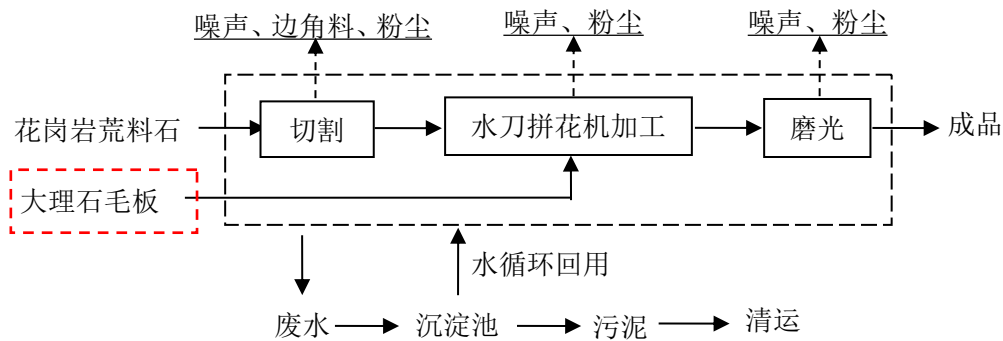 噪声、边角料、粉尘
噪声、粉尘
噪声、粉尘
花岗岩荒料石
切割
水刀拼花机加工
磨光
成品
大理石毛板
水循环回用
废水
沉淀池
污泥
清运